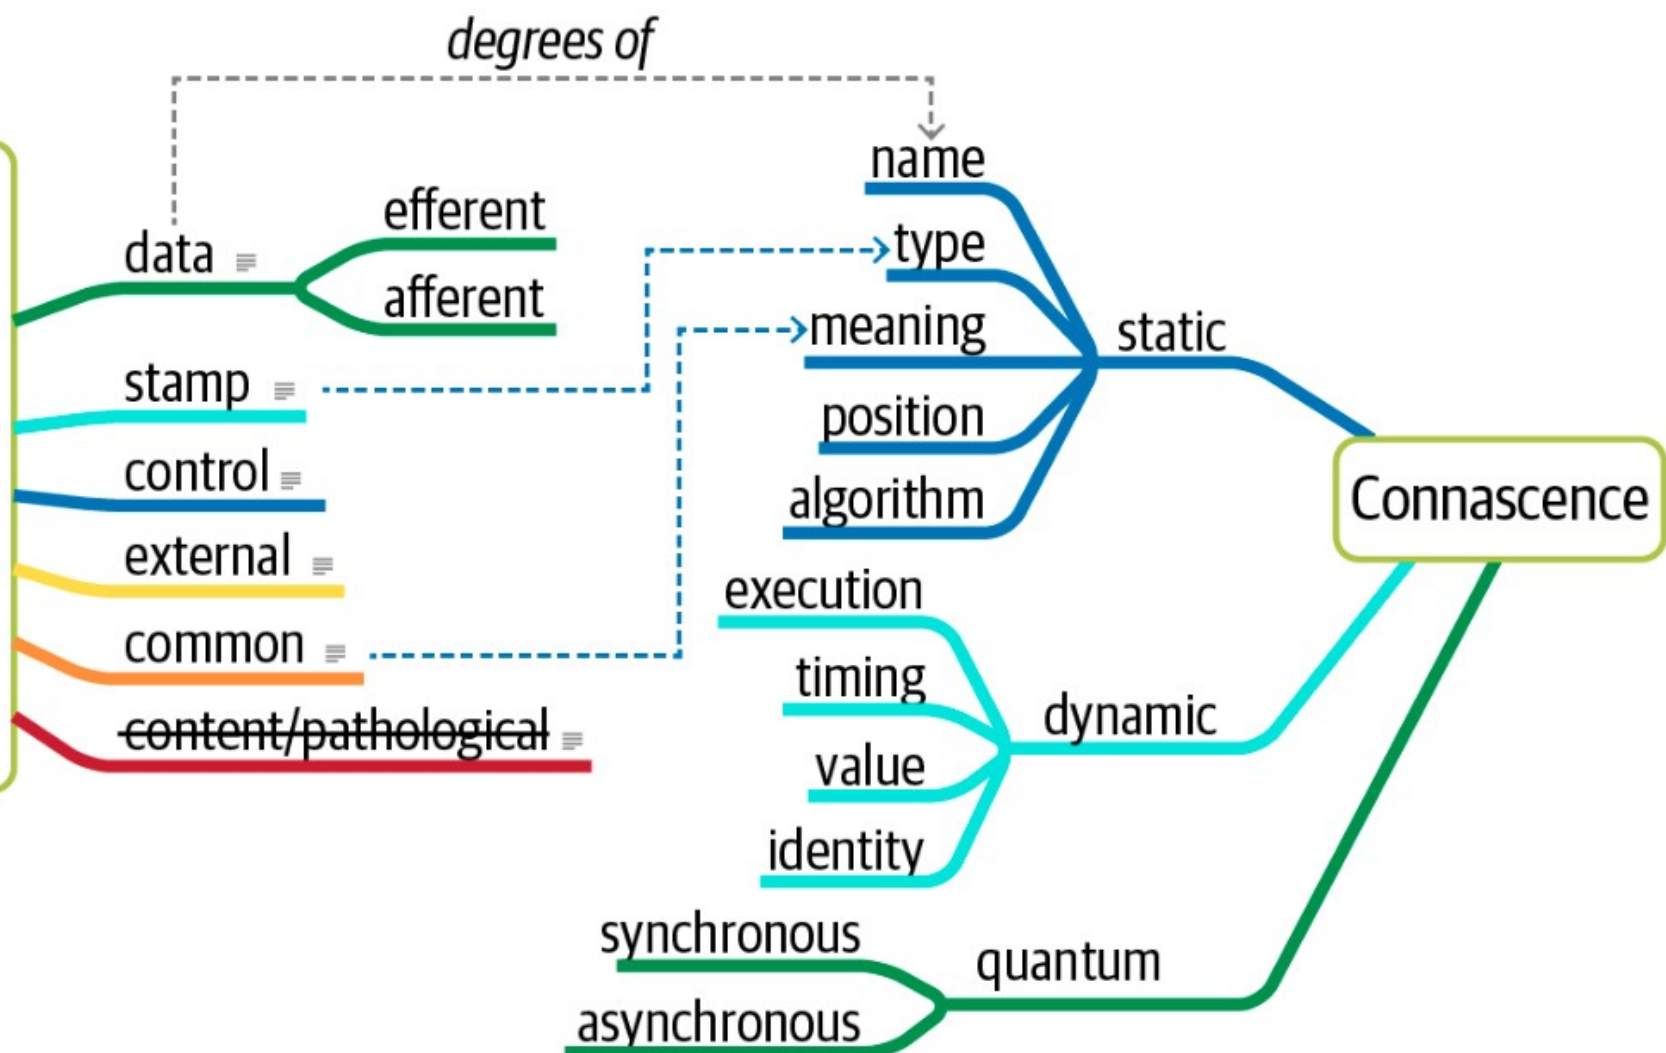 degrees of
data
efferent
afferent
stamp
control
external
common
content/pathological
name
type
meaning
position
algorithm
static
execution
timing
value
identity
dynamic
synchronous
asynchronous
quantum
Connascence